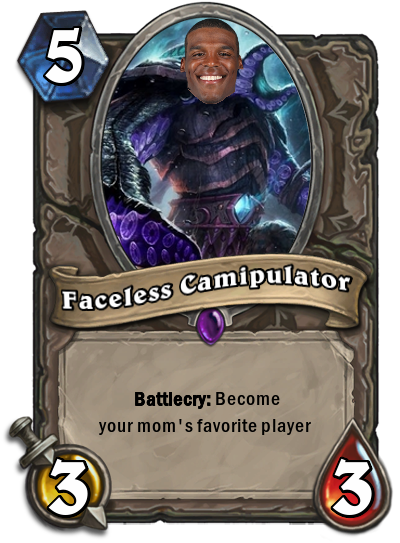 5
Faceless Camipulator
Battlecry: Become
your mom's favorite player
3 3